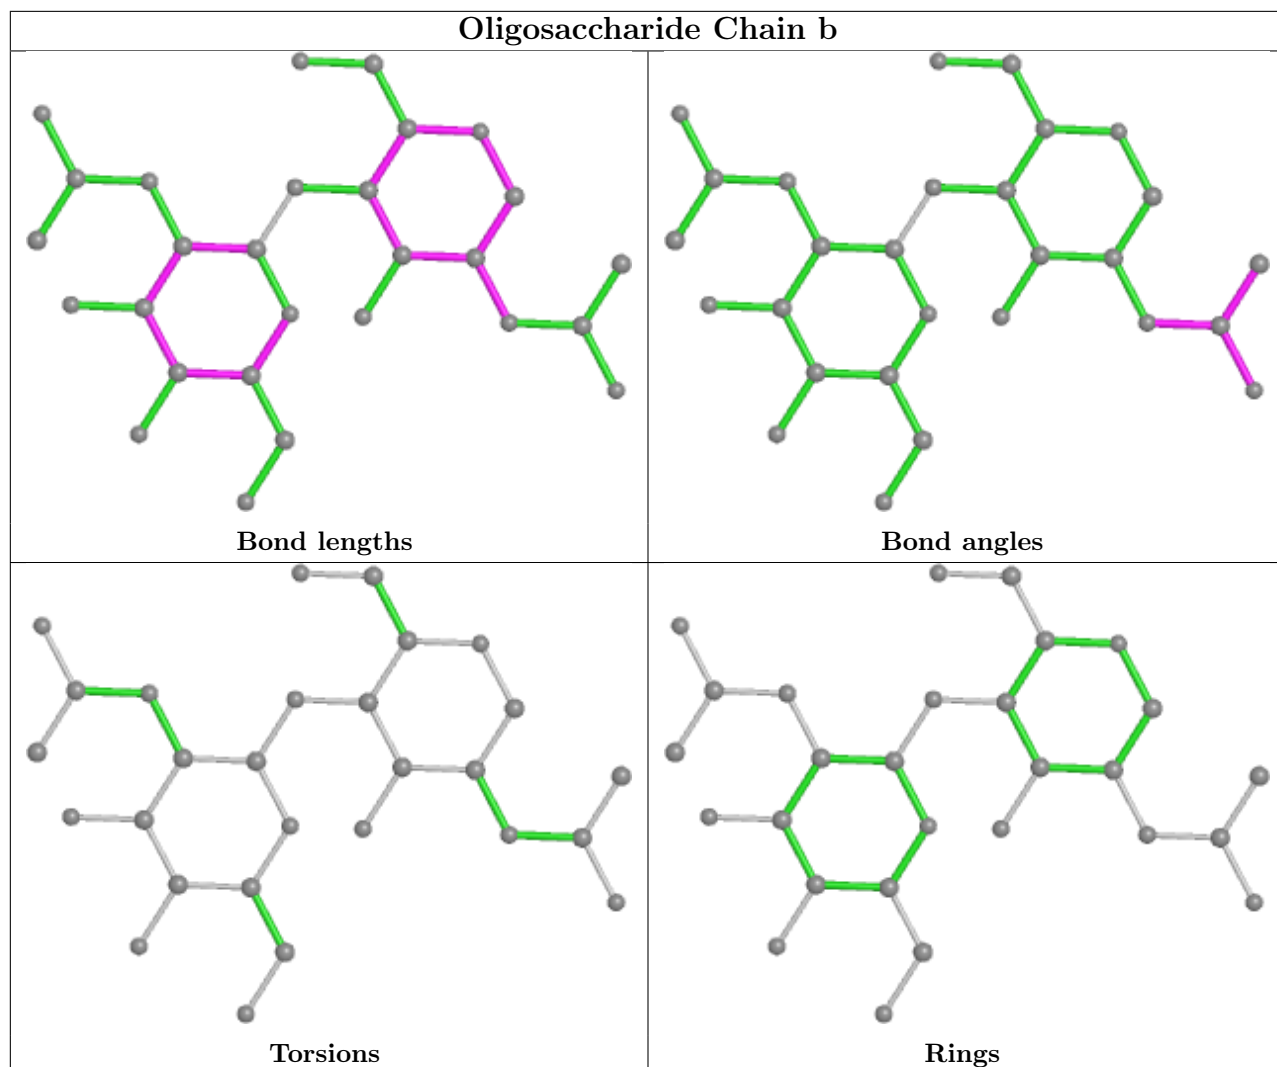 Oligosaccharide Chain b
Bond lengths
Bond angles
Torsions
Rings